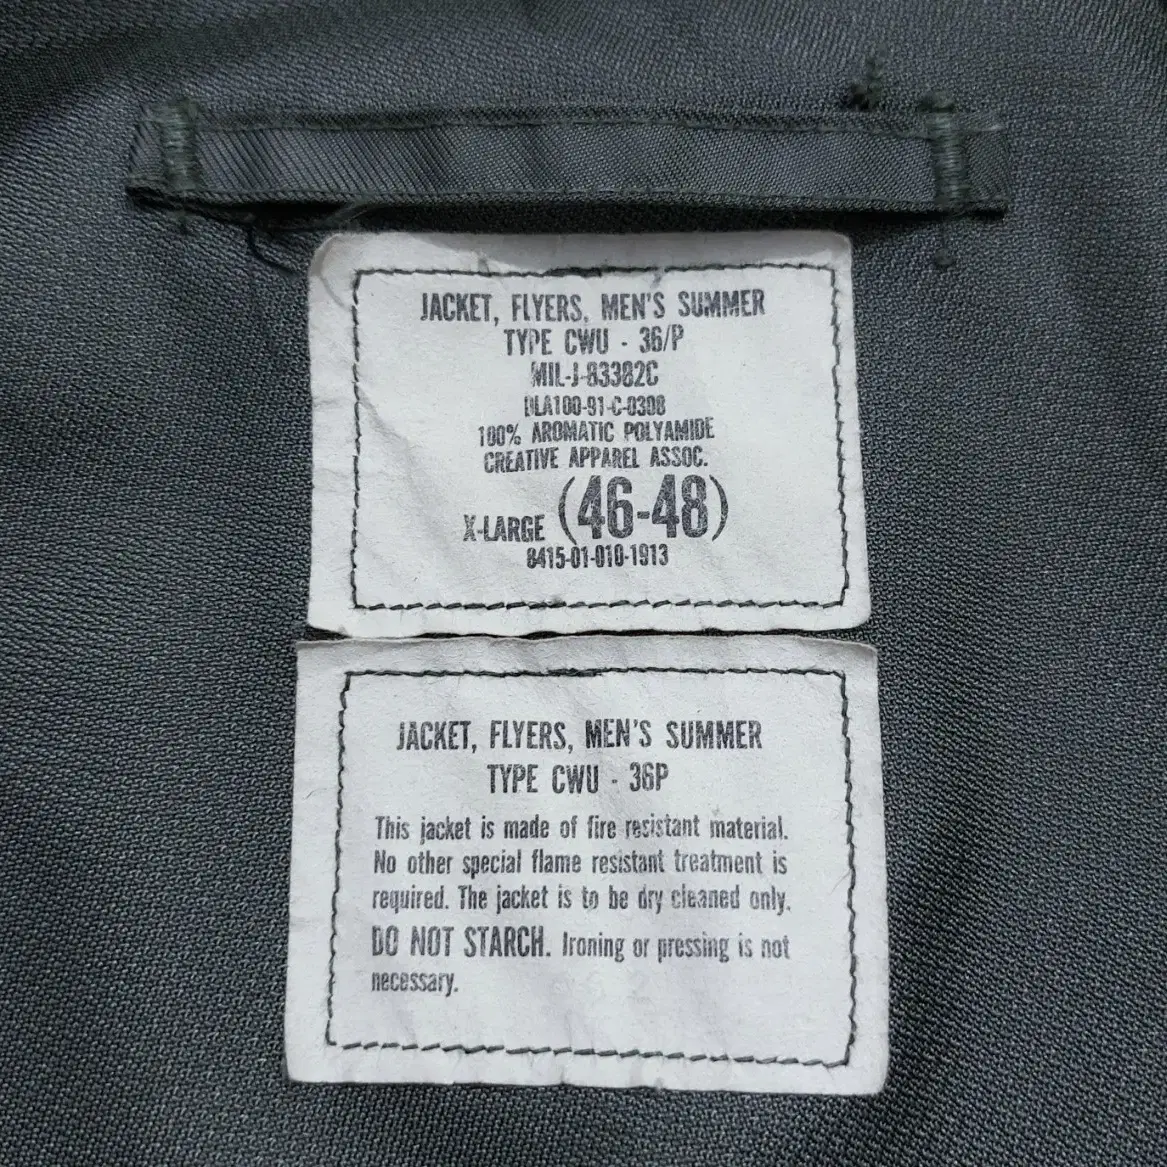 JACKET, FLYERS, MEN'S SUMMER
TYPE CWU - 36/P
MIL-J-83382C
DLA100-91-C-0398
100% AROMATIC POLYAMIDE
CREATIVE APPAREL ASSOC.
X-LARGE (46-48)
8415-01-010-1913
JACKET, FLYERS, MEN'S SUMMER
TYPE CWU - 36P
This jacket is made of fire resistant material.
No other special flame resistant treatment is
required. The jacket is to be dry cleaned only.
DO NOT STARCH. Ironing or pressing is not
necessary.